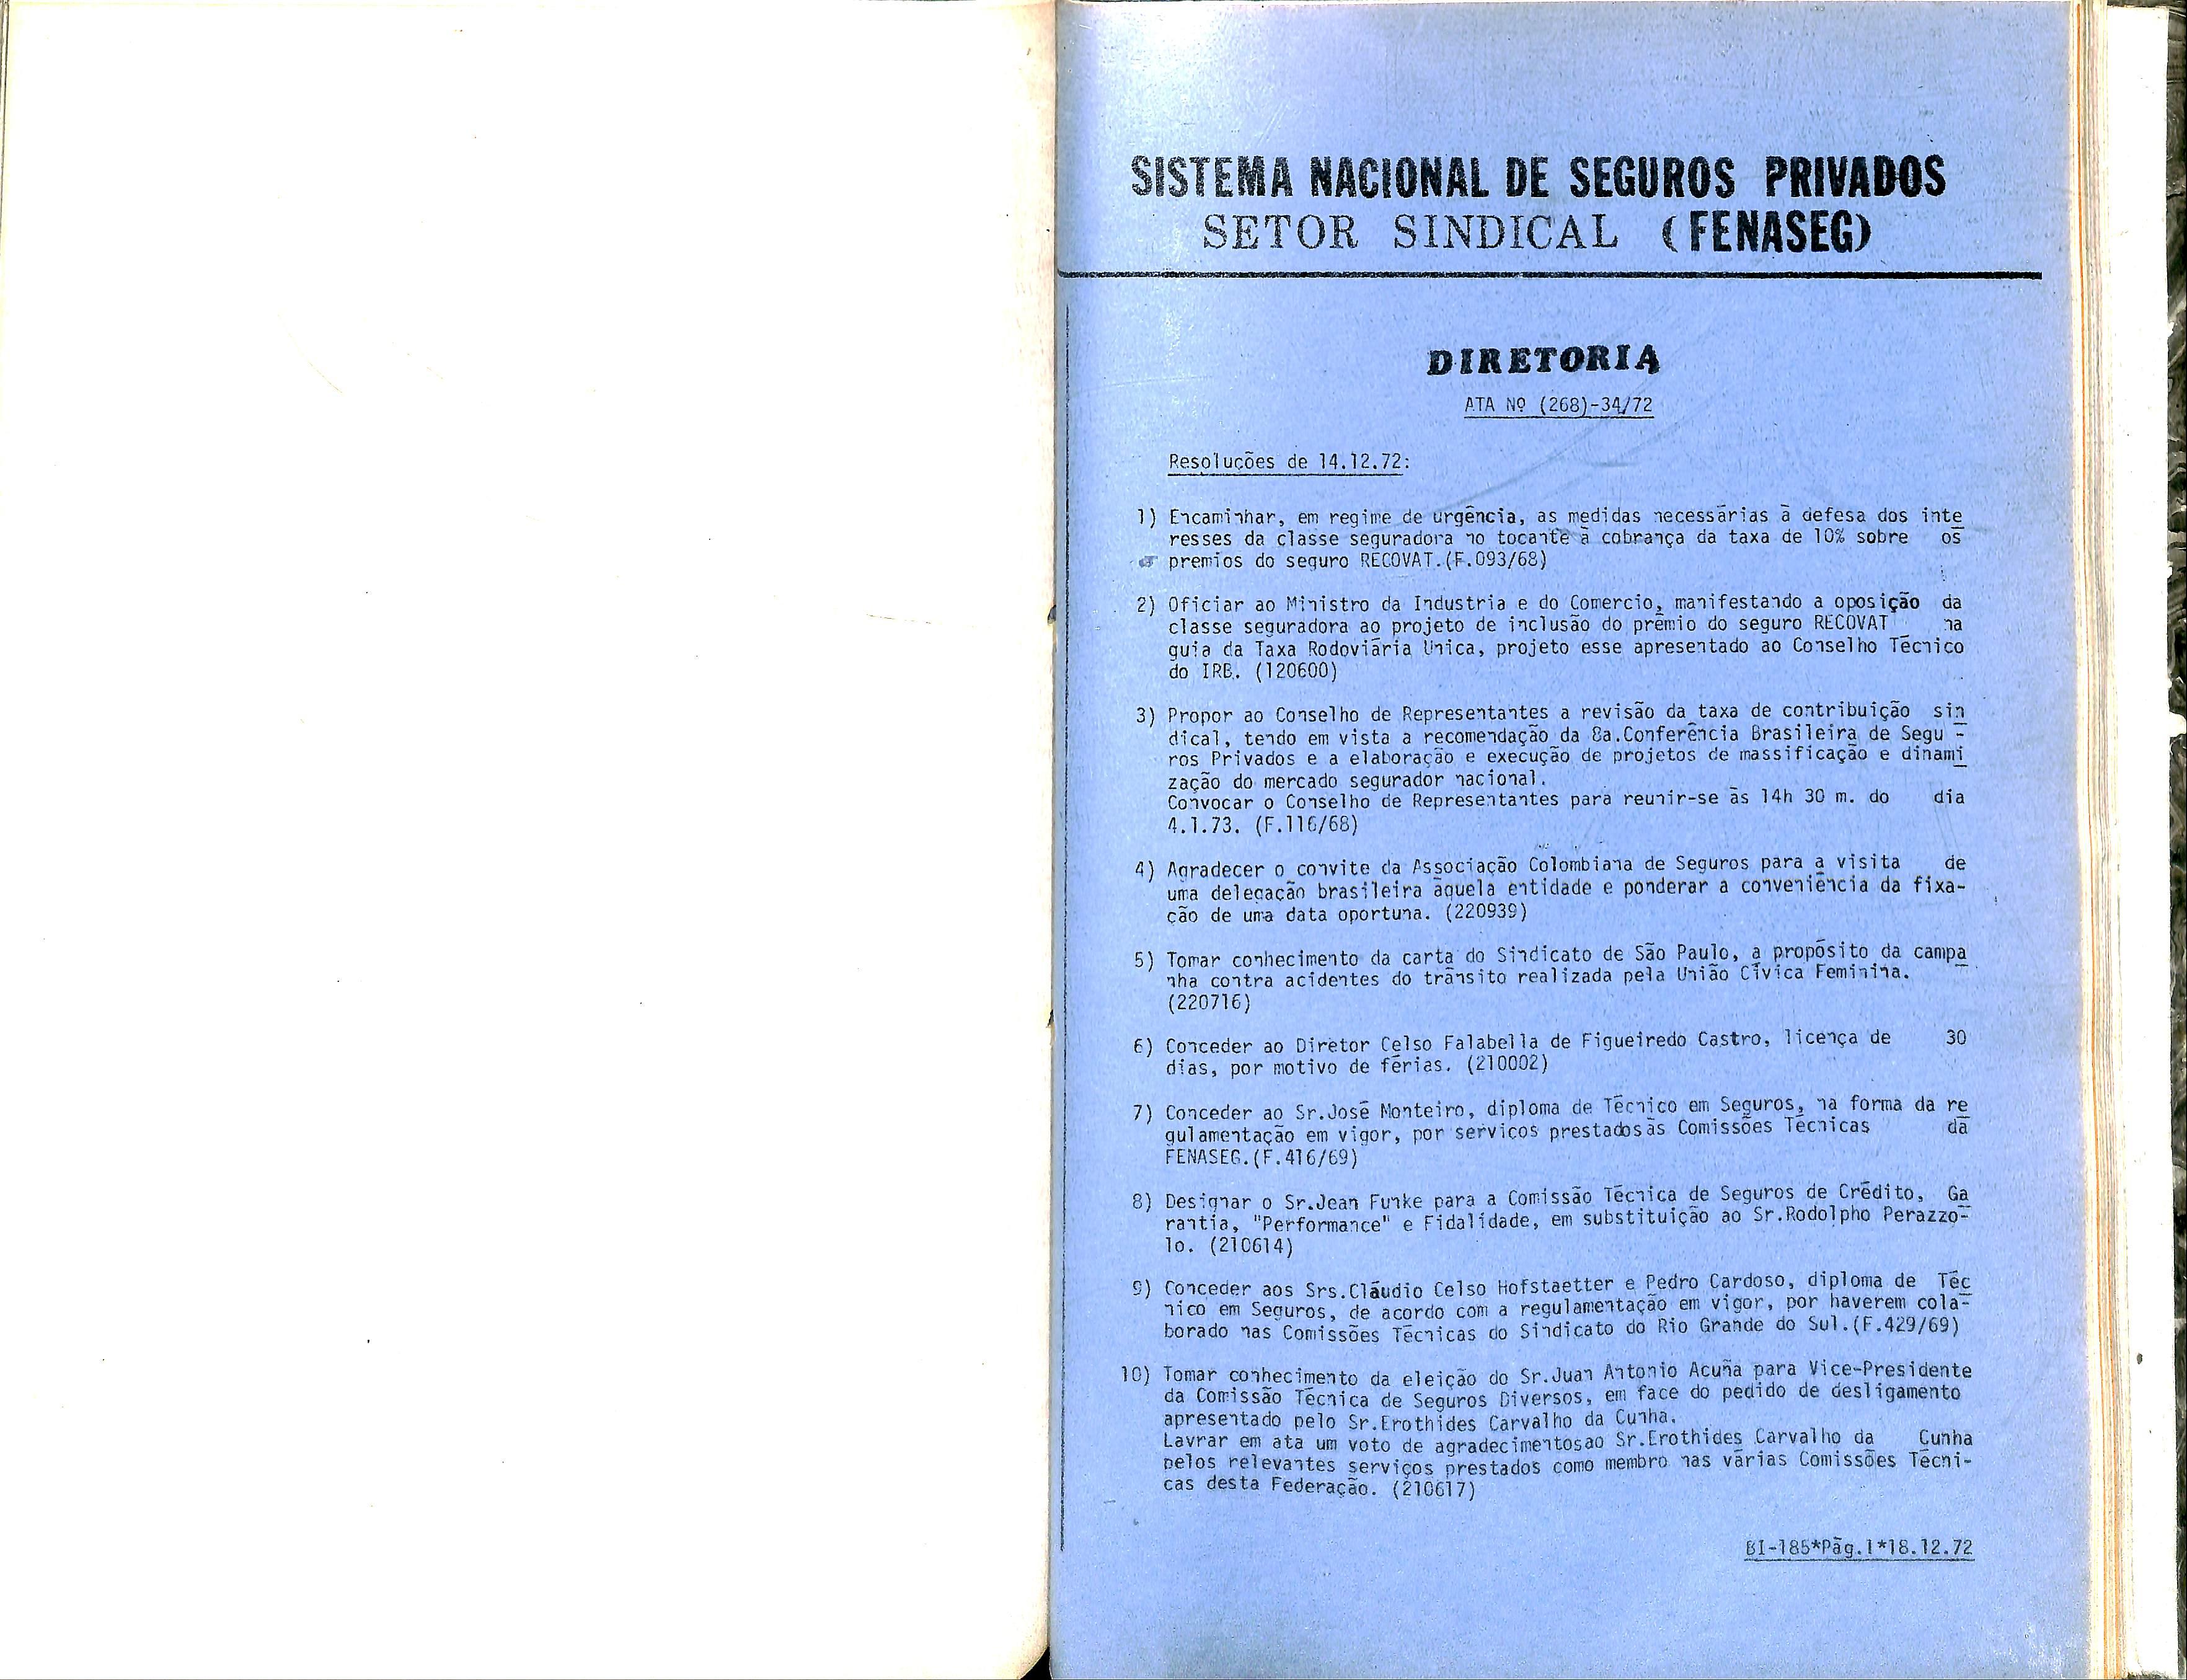 SISTEMA NACIONAL DE SEGUROS PRIVADOS
SETOR SINDICAL (FENASEG)
DIRETORIA
ATA Nº (268)-34/72
Resoluções de 14.12.72:
1) Encaminhar, em regime de urgência, as medidas necessárias à defesa dos inte
resses da classe seguradora no tocante à cobrança da taxa de 10% sobre os
premios do seguro RECOVAT.(F.093/68)
2) Oficiar ao Ministro da Industria e do Comercio, manifestando a oposição da
classe seguradora ao projeto de inclusão do prêmio do seguro RECOVAT na
guia da Taxa Rodoviária Unica, projeto esse apresentado ao Conselho Técnico
do IRB. (120600)
3) Propor ao Conselho de Representantes a revisão da taxa de contribuição sin
dical, tendo em vista a recomendação da 8a.Conferência Brasileira de Segu -
ros Privados e a elaboração e execução de projetos de massificação e dinami
zação do mercado segurador nacional.
Convocar o Conselho de Representantes para reunir-se às 14h 30 m. do dia
4.1.73. (F.116/68)
4) Agradecer o convite da Associação Colombiana de Seguros para a visita de
uma delegação brasileira àquela entidade e ponderar a conveniência da fixa-
ção de uma data oportuna. (220939)
5) Tomar conhecimento da carta do Sindicato de São Paulo, a propósito da campa
nha contra acidentes do trânsito realizada pela União Cívica Feminina.
(220716)
6) Conceder ao Diretor Celso Falabella de Figueiredo Castro, licença de 30
dias, por motivo de férias. (210002)
7) Conceder ao Sr.José Monteiro, diploma de Técnico em Seguros, na forma da re
gulamentação em vigor, por serviços prestados às Comissões Técnicas da
FENASEG.(F.416/69)
8) Designar o Sr.Jean Funke para a Comissão Técnica de Seguros de Crédito, Ga
rantia, "Performance" e Fidalidade, em substituição ao Sr.Rodolpho Perazzo-
lo. (210614)
9) Conceder aos Srs.Cláudio Celso Hofstaetter e Pedro Cardoso, diploma de Téc
nico em Seguros, de acordo com a regulamentação em vigor, por haverem cola-
borado nas Comissões Técnicas do Sindicato do Rio Grande do Sul.(F.429/69)
10) Tomar conhecimento da eleição do Sr.Juan Antonio Acuña para Vice-Presidente
da Comissão Técnica de Seguros Diversos, em face do pedido de desligamento
apresentado pelo Sr.Erothides Carvalho da Cunha.
Lavrar em ata um voto de agradecimentosao Sr.Erothides Carvalho da Cunha
pelos relevantes serviços prestados como membro nas várias Comissões Técni-
cas desta Federação. (210617)
BI-185*Pág.1*18.12.72